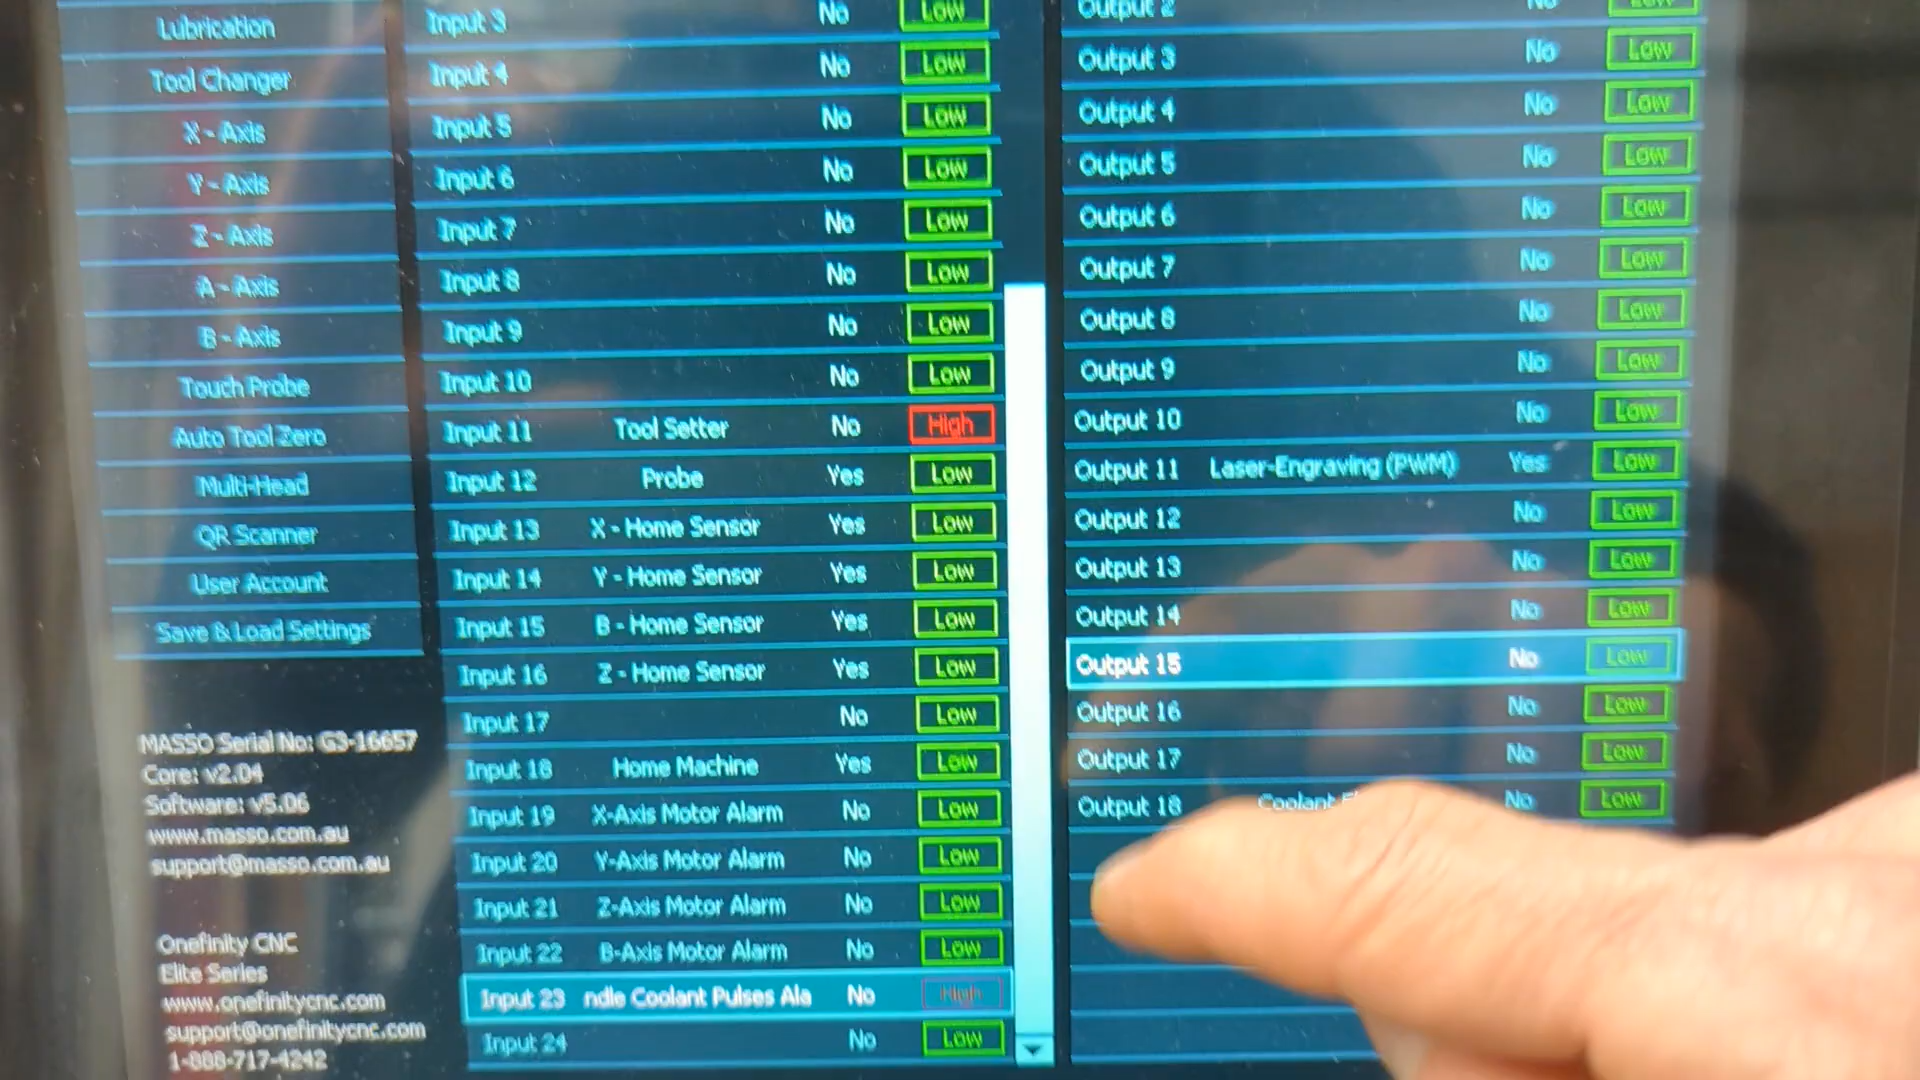 Lubrication
Tool Changer
X - Axis
Y - Axis
Z - Axis
A - Axis
B - Axis
Touch Probe
Auto Tool Zero
Multi-Head
QR Scanner
User Account
Save & Load Settings
MASSO Serial No: G3-16657
Core: v2.04
Software: v5.06
www.masso.com.au
support@masso.com.au
Onefinity CNC
Elite Series
www.onefinitycnc.com
support@onefinitycnc.com
1-888-717-4242
Input 3 No Low
Input 4 No Low
Input 5 No Low
Input 6 No Low
Input 7 No Low
Input 8 No Low
Input 9 No Low
Input 10 No Low
Input 11 Tool Setter No High
Input 12 Probe Yes Low
Input 13 X - Home Sensor Yes Low
Input 14 Y - Home Sensor Yes Low
Input 15 B - Home Sensor Yes Low
Input 16 Z - Home Sensor Yes Low
Input 17 No Low
Input 18 Home Machine Yes Low
Input 19 X-Axis Motor Alarm No Low
Input 20 Y-Axis Motor Alarm No Low
Input 21 Z-Axis Motor Alarm No Low
Input 22 B-Axis Motor Alarm No Low
Input 23 ndle Coolant Pulses Ala No High
Input 24 No Low
Output 2 No Low
Output 3 No Low
Output 4 No Low
Output 5 No Low
Output 6 No Low
Output 7 No Low
Output 8 No Low
Output 9 No Low
Output 10 No Low
Output 11 Laser-Engraving (PWM) Yes Low
Output 12 No Low
Output 13 No Low
Output 14 No Low
Output 15 No Low
Output 16 No Low
Output 17 No Low
Output 18 Coolant No Low